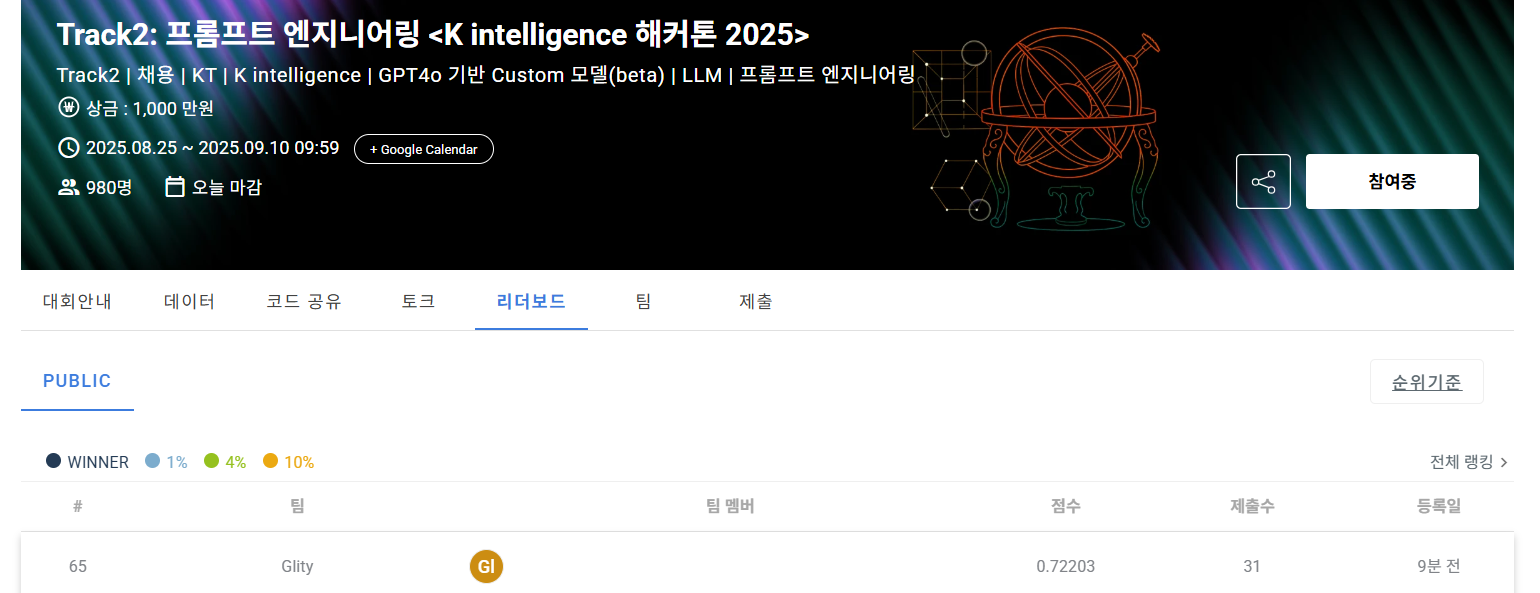 Track2: 프롬프트 엔지니어링 <K intelligence 해커톤 2025>
Track2 | 채용 | KT | K intelligence | GPT4o 기반 Custom 모델(beta) | LLM | 프롬프트 엔지니어링
₩ 상금 : 1,000 만원
2025.08.25 ~ 2025.09.10 09:59 + Google Calendar
980명 오늘 마감
참여중
대회안내 데이터 코드 공유 토크 리더보드 팀 제출
PUBLIC
순위기준
WINNER 1% 4% 10%
전체 랭킹 >
# 팀 팀 멤버 점수 제출수 등록일
65 Glity Gl 0.72203 31 9분 전